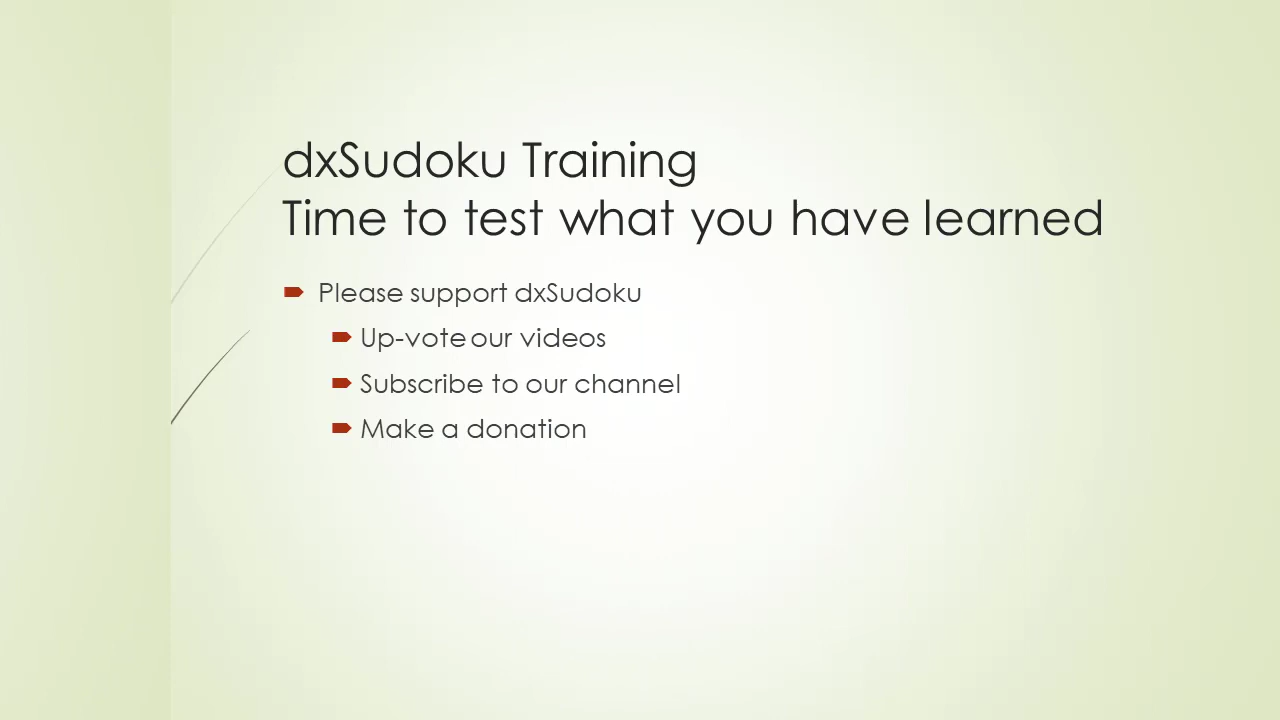 dxSudoku Training
Time to test what you have learned
Please support dxSudoku
Up-vote our videos
Subscribe to our channel
Make a donation